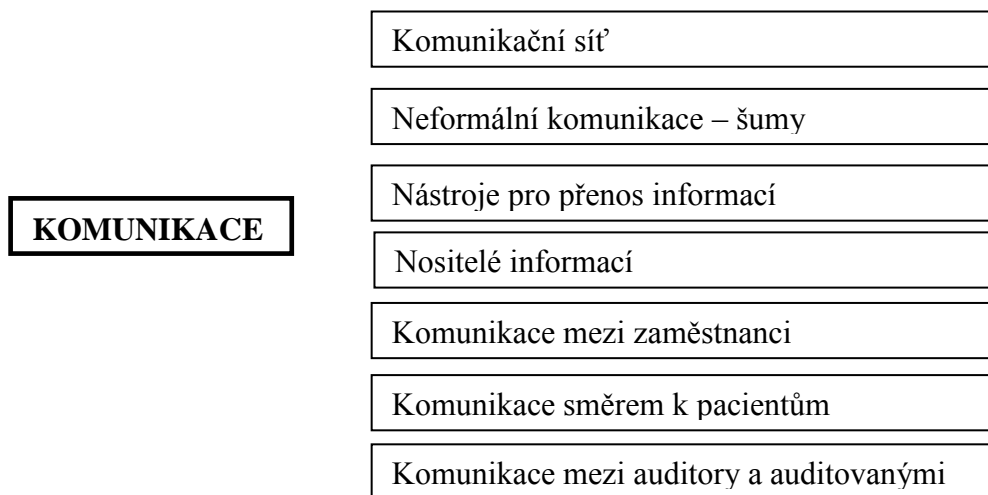 Komunikační síť
Neformální komunikace – šumy
Nástroje pro přenos informací
KOMUNIKACE
Nositelé informací
Komunikace mezi zaměstnanci
Komunikace směrem k pacientům
Komunikace mezi auditory a auditovanými